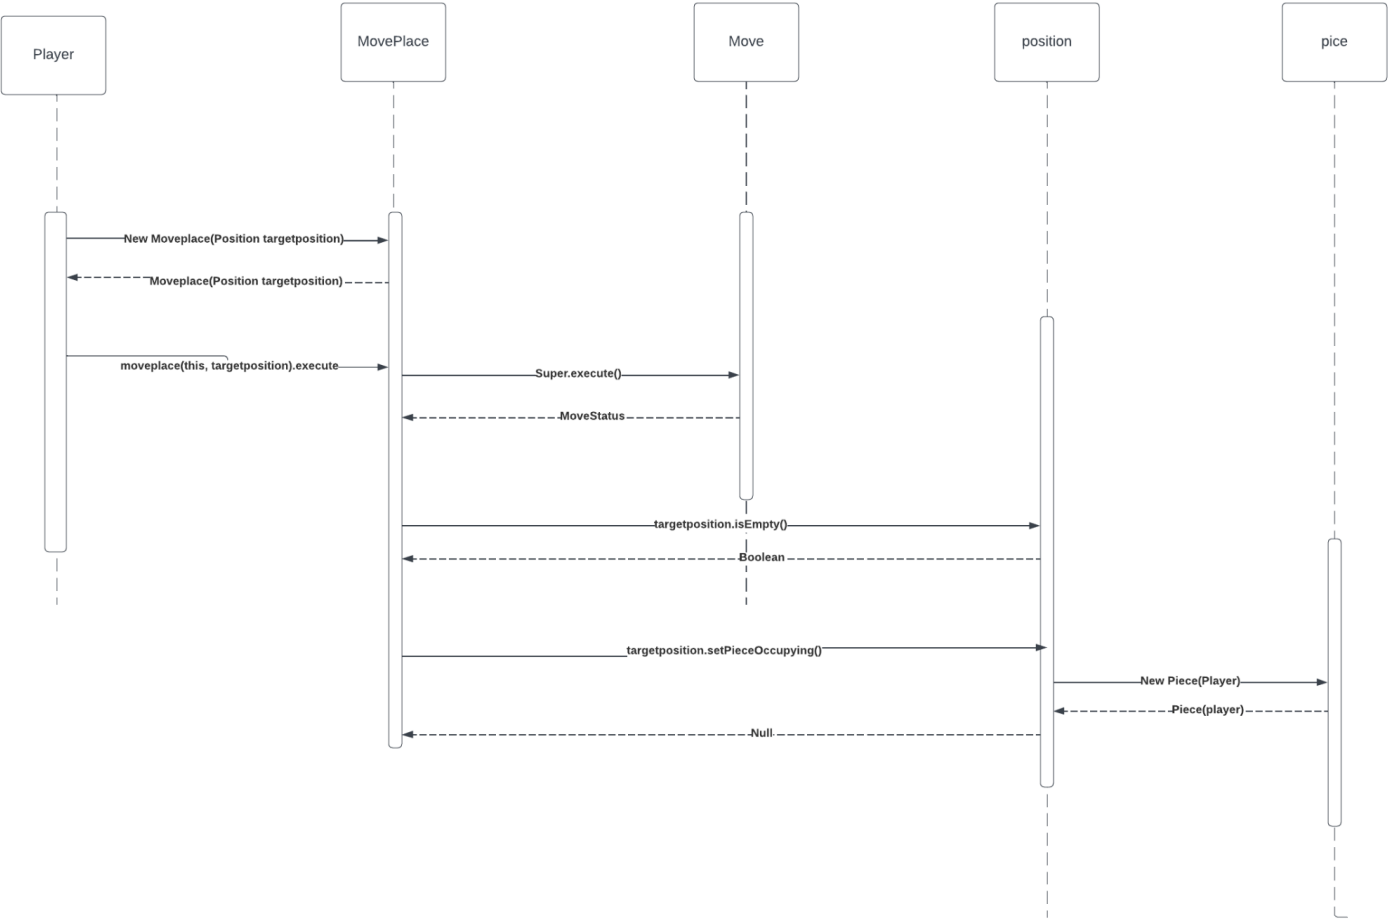 Player
MovePlace
Move
position
pice
New Moveplace(Position targetposition)
Moveplace(Position targetposition)
moveplace(this, targetposition).execute
Super.execute()
MoveStatus
targetposition.isEmpty()
Boolean
targetposition.setPieceOccupying()
New Piece(Player)
Piece(player)
Null